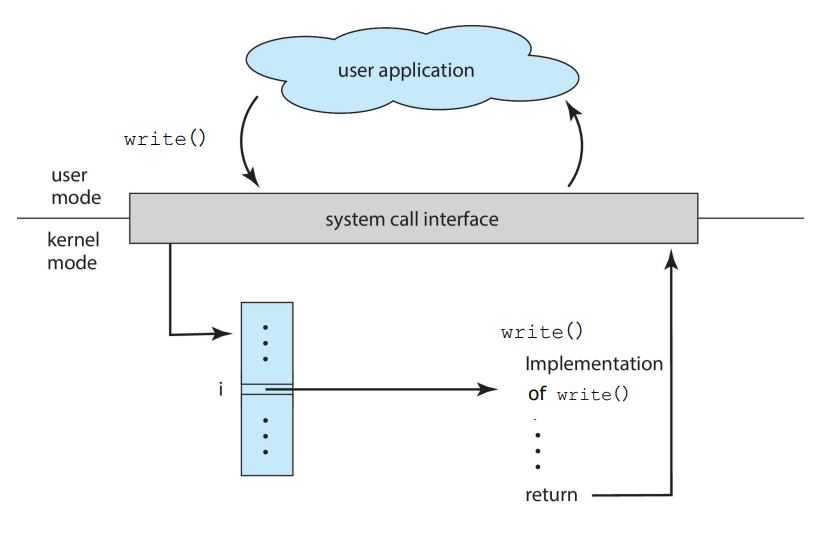 user application
write()
user
mode
system call interface
kernel
mode
i
write()
Implementation
of write()
return